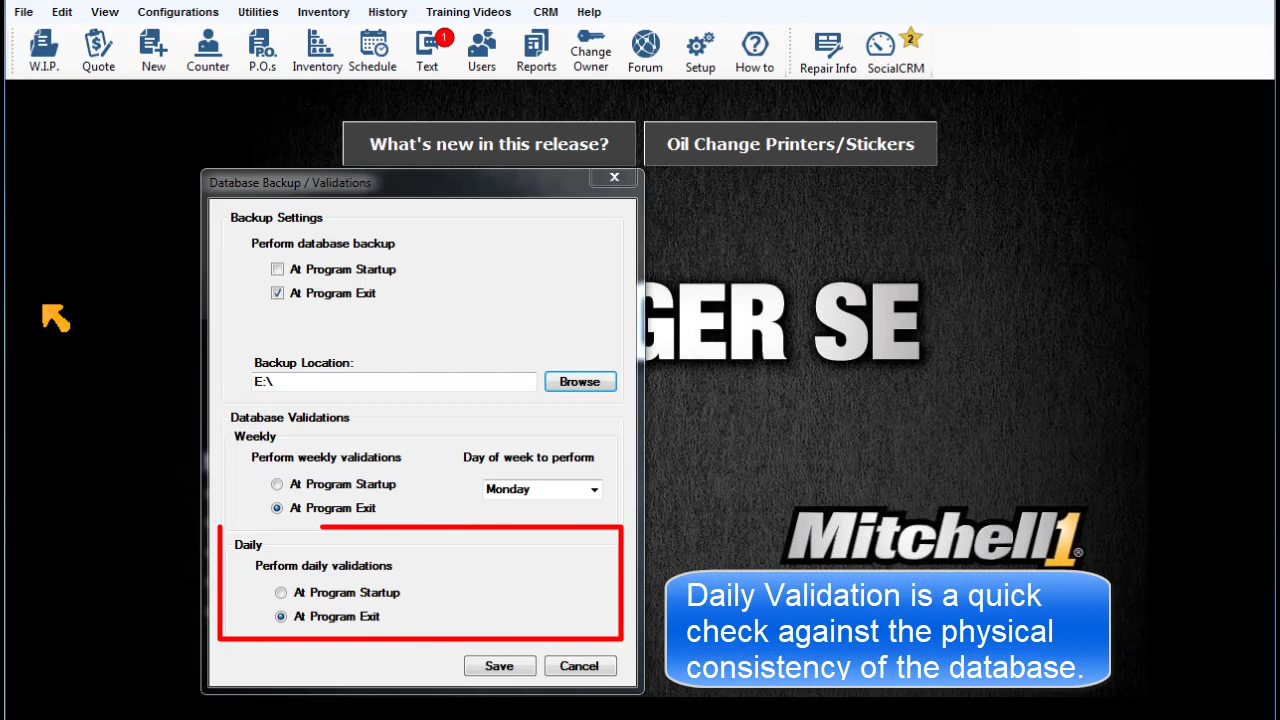 File Edit View Configurations Utilities Inventory History Training Videos CRM Help
1 2
W.I.P. Quote New Counter P.O.s Inventory Schedule Text Users Reports Change Owner Forum Setup How to Repair Info SocialCRM
P.O.
What's new in this release? Oil Change Printers/Stickers
Database Backup / Validations X
Backup Settings
Perform database backup
At Program Startup
At Program Exit
GER SE
Backup Location:
E:\ Browse
Database Validations
Weekly
Perform weekly validations Day of week to perform
At Program Startup
Monday
At Program Exit
Mitchell1®
Daily
Perform daily validations
At Program Startup
At Program Exit
Save Cancel
Daily Validation is a quick
check against the physical
consistency of the database.